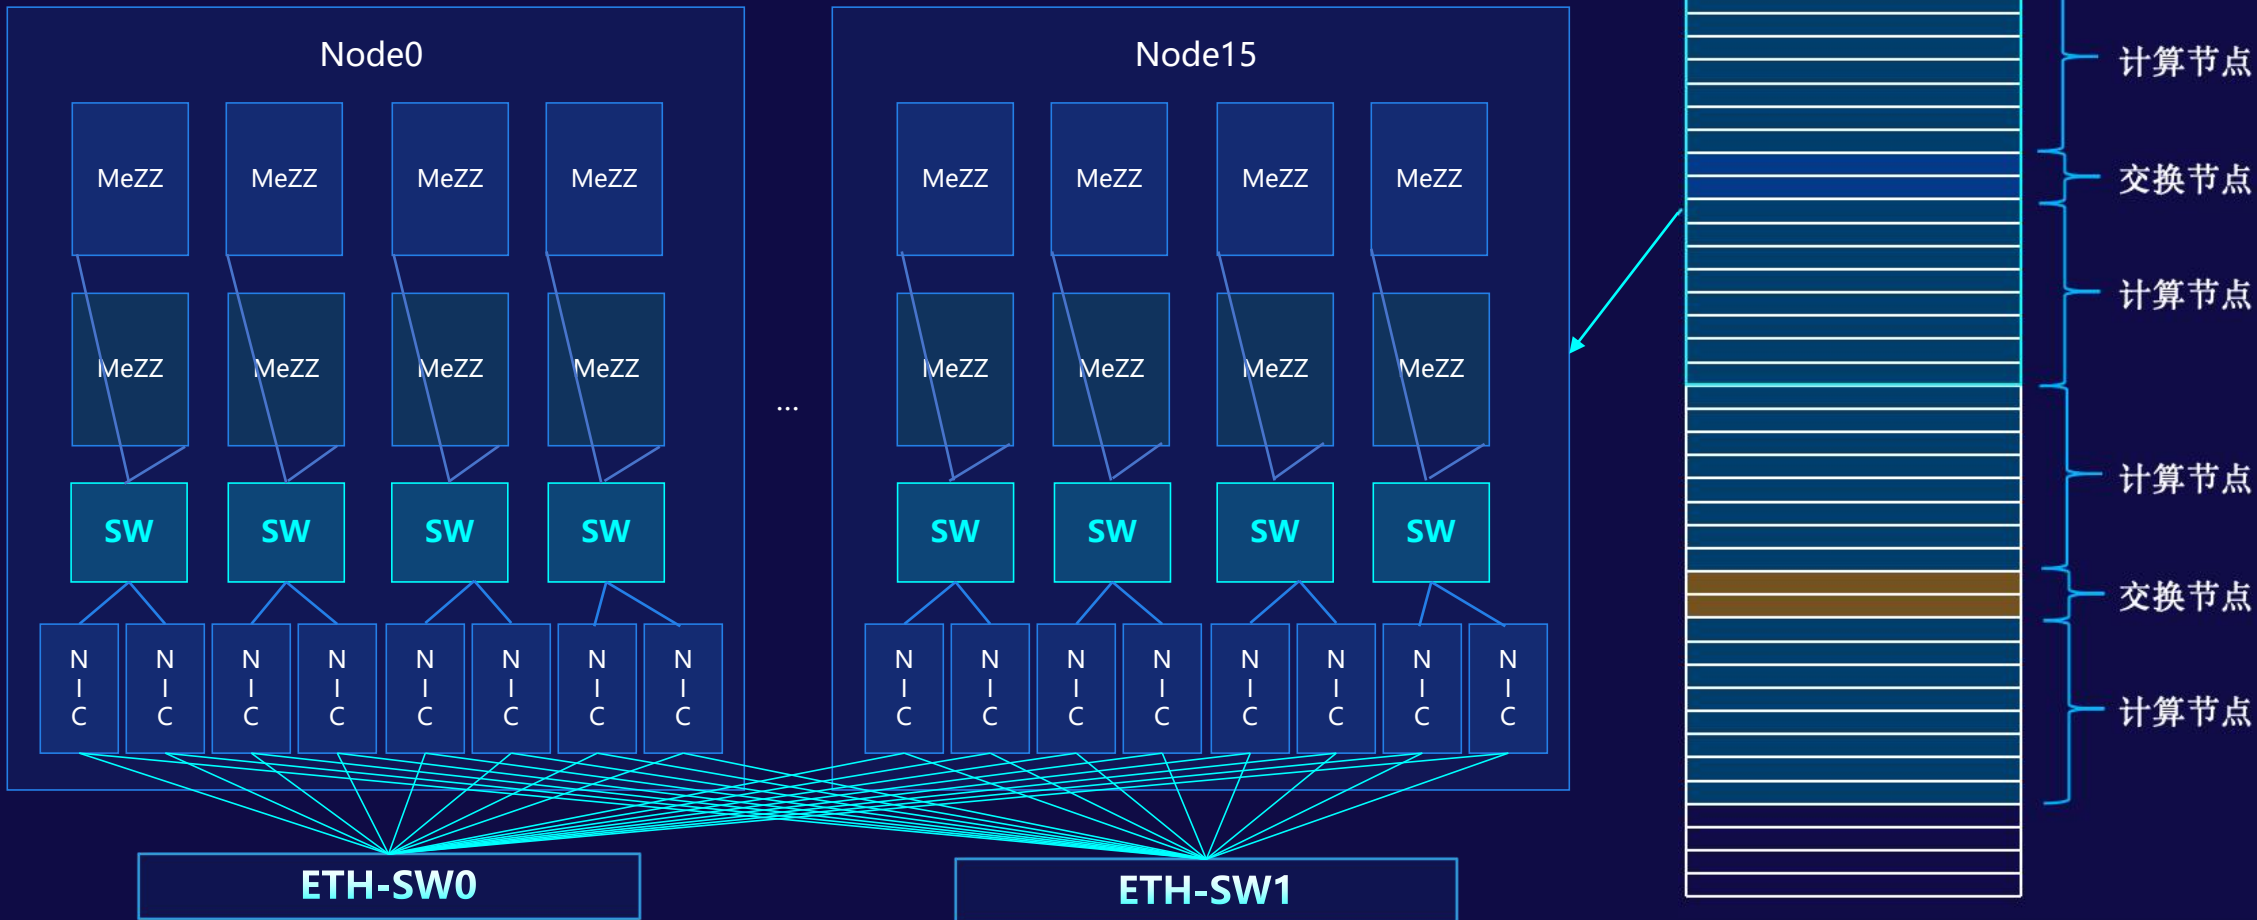 Node0
MeZZ MeZZ MeZZ MeZZ
MeZZ MeZZ MeZZ MeZZ
SW SW SW SW
NIC NIC NIC NIC NIC NIC NIC NIC
...
Node15
MeZZ MeZZ MeZZ MeZZ
MeZZ MeZZ MeZZ MeZZ
SW SW SW SW
NIC NIC NIC NIC NIC NIC NIC NIC
ETH-SW0
ETH-SW1
计算节点
交换节点
计算节点
计算节点
交换节点
计算节点